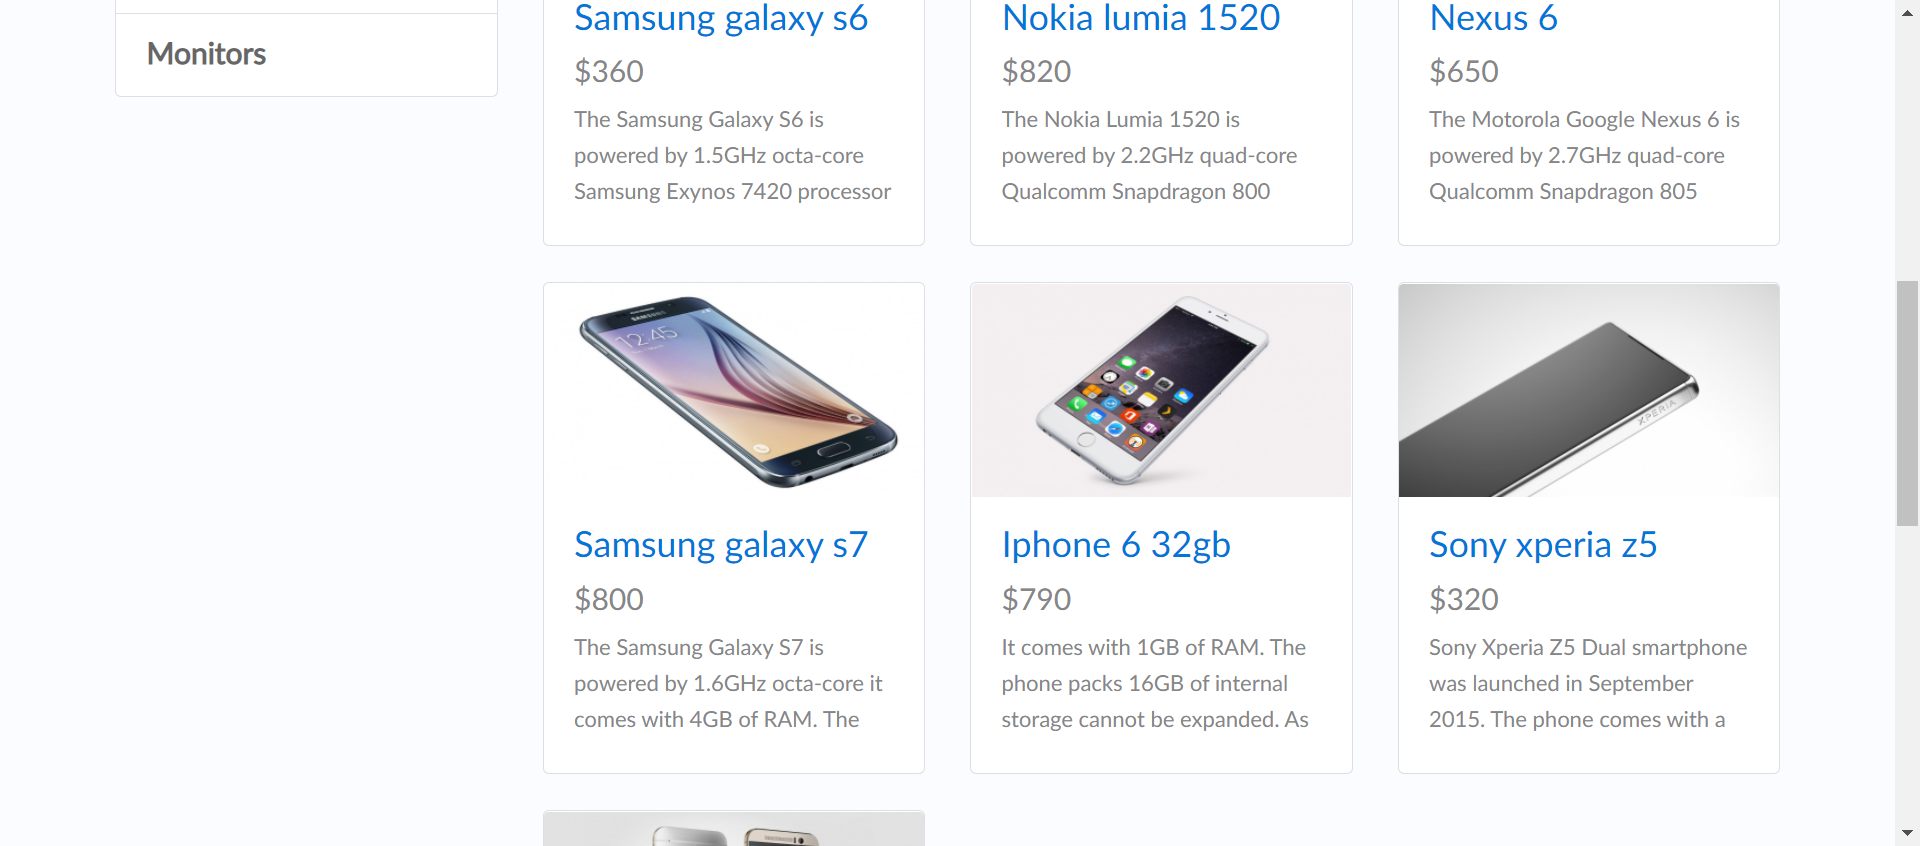 Monitors
Samsung galaxy s6
$360
The Samsung Galaxy S6 is
powered by 1.5GHz octa-core
Samsung Exynos 7420 processor
Nokia lumia 1520
$820
The Nokia Lumia 1520 is
powered by 2.2GHz quad-core
Qualcomm Snapdragon 800
Nexus 6
$650
The Motorola Google Nexus 6 is
powered by 2.7GHz quad-core
Qualcomm Snapdragon 805
SAMSUNG
12:45
Samsung galaxy s7
$800
The Samsung Galaxy S7 is
powered by 1.6GHz octa-core it
comes with 4GB of RAM. The
Iphone 6 32gb
$790
It comes with 1GB of RAM. The
phone packs 16GB of internal
storage cannot be expanded. As
XPERIA
Sony xperia z5
$320
Sony Xperia Z5 Dual smartphone
was launched in September
2015. The phone comes with a